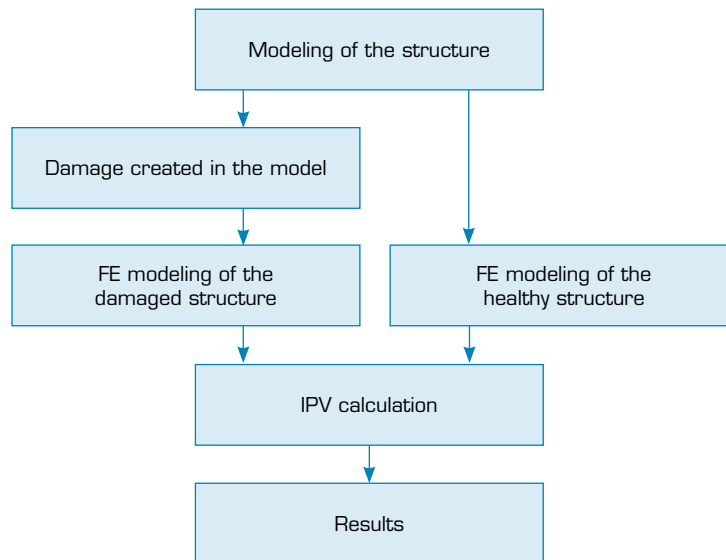 Modeling of the structure
Damage created in the model
FE modeling of the
damaged structure
FE modeling of the
healthy structure
IPV calculation
Results